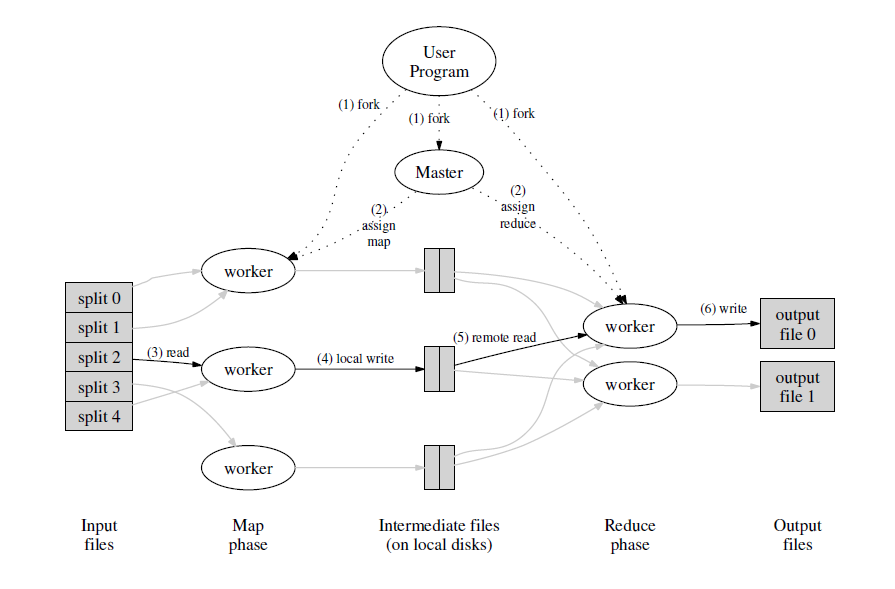 User
Program
(1) fork
(1) fork
(1) fork
Master
(2)
assign
map
(2)
assign
reduce
worker
split 0
split 1
split 2
split 3
split 4
(3) read
worker
(4) local write
worker
(5) remote read
worker
worker
(6) write
output
file 0
output
file 1
Input
files
Map
phase
Intermediate files
(on local disks)
Reduce
phase
Output
files